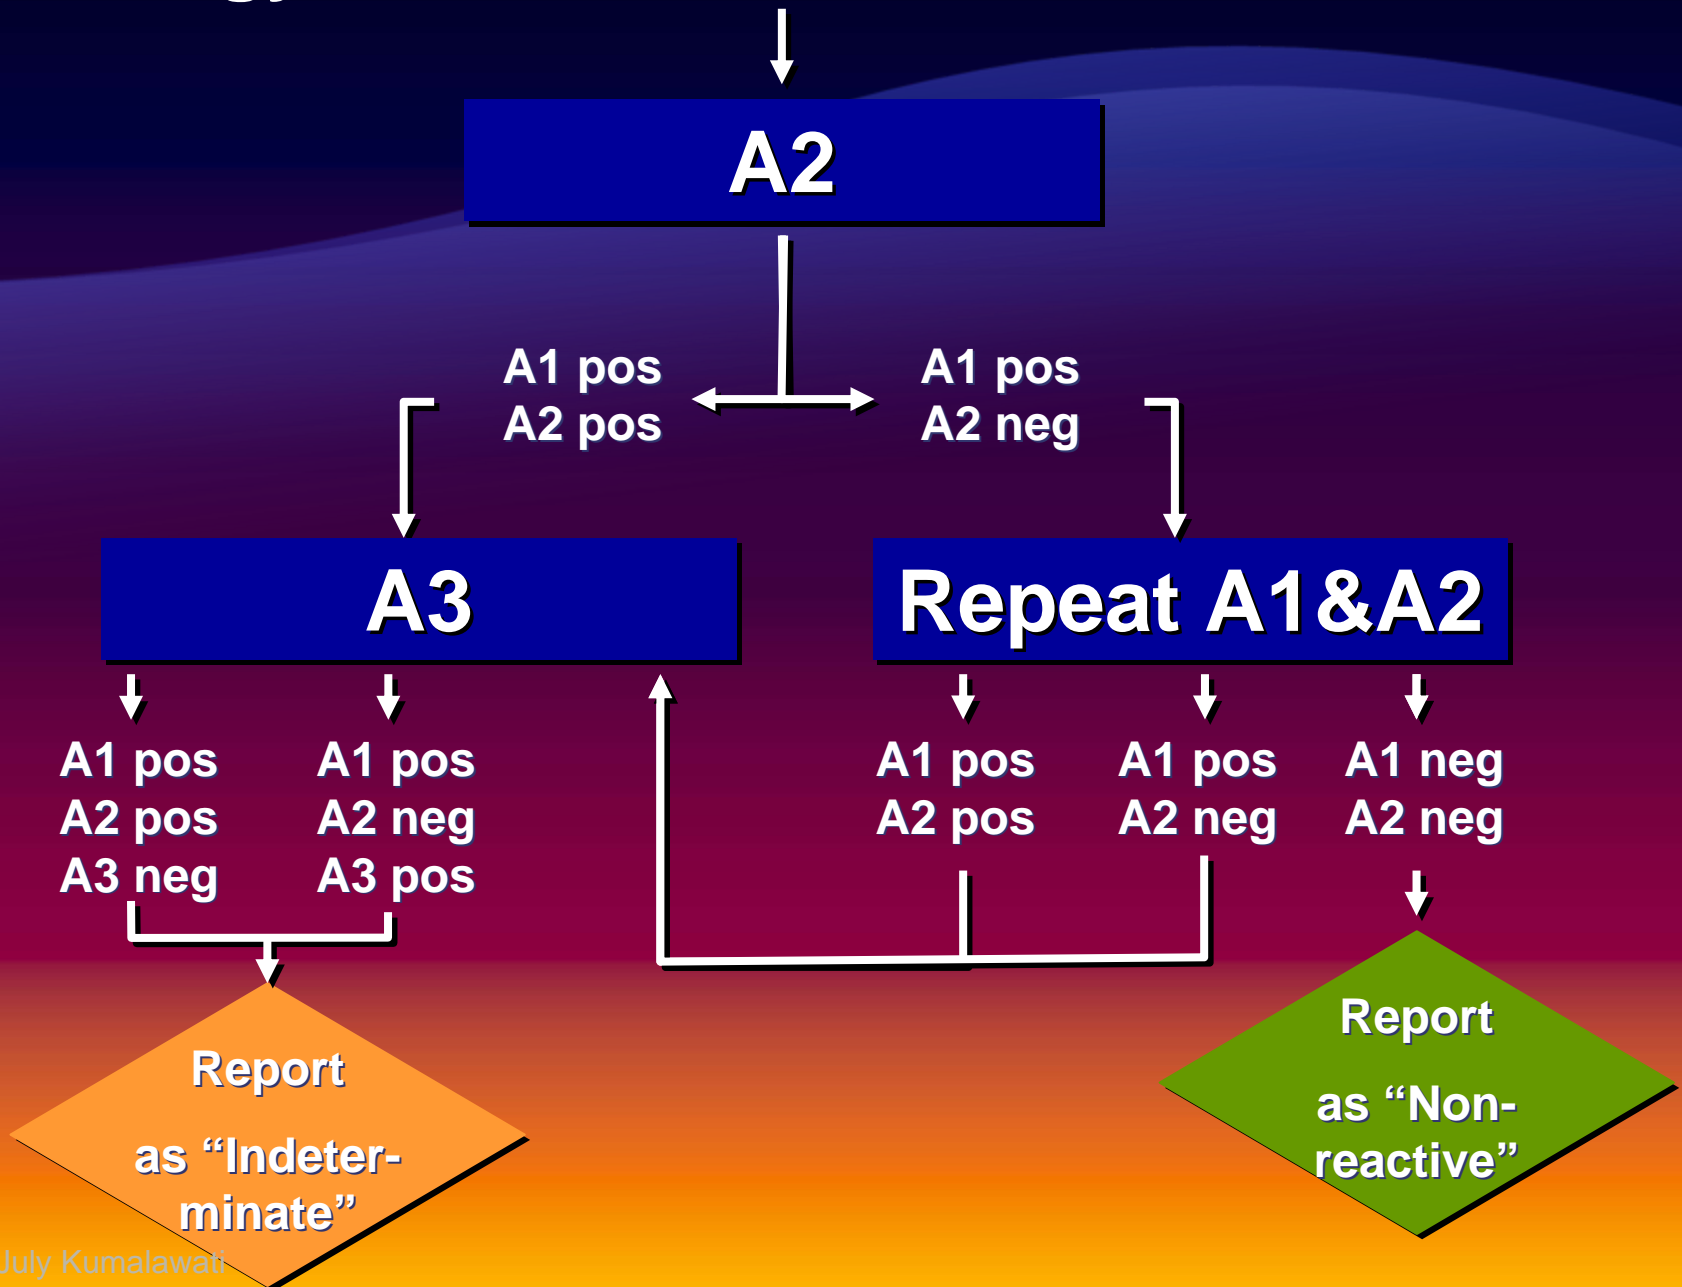 A2
A1 pos
A2 pos
A1 pos
A2 neg
A3
Repeat A1&A2
A1 pos
A2 pos
A3 neg
A1 pos
A2 neg
A3 pos
A1 pos
A2 pos
A1 pos
A2 neg
A1 neg
A2 neg
Report
as “Indeter-
minate”
Report
as “Non-
reactive”
July Kumalawati